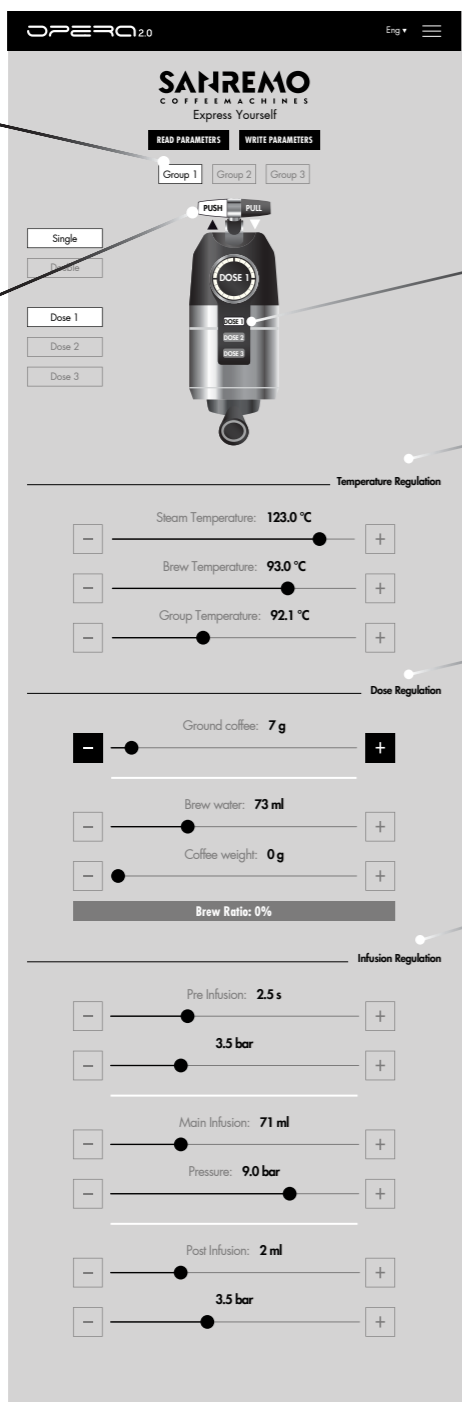 OPERA 2.0
Eng ▾
SANREMO
COFFEEMACHINES
Express Yourself
READ PARAMETERS WRITE PARAMETERS
Group 1 Group 2 Group 3
PUSH PULL
Single
Double
DOSE 1
Dose 1
Dose 2
Dose 3
DOSE 1
DOSE 2
DOSE 3
Temperature Regulation
Steam Temperature: 123.0 °C
− +
Brew Temperature: 93.0 °C
− +
Group Temperature: 92.1 °C
− +
Dose Regulation
Ground coffee: 7 g
− +
Brew water: 73 ml
− +
Coffee weight: 0 g
− +
Brew Ratio: 0%
Infusion Regulation
Pre Infusion: 2.5 s
− +
3.5 bar
− +
Main Infusion: 71 ml
− +
Pressure: 9.0 bar
− +
Post Infusion: 2 ml
− +
3.5 bar
− +